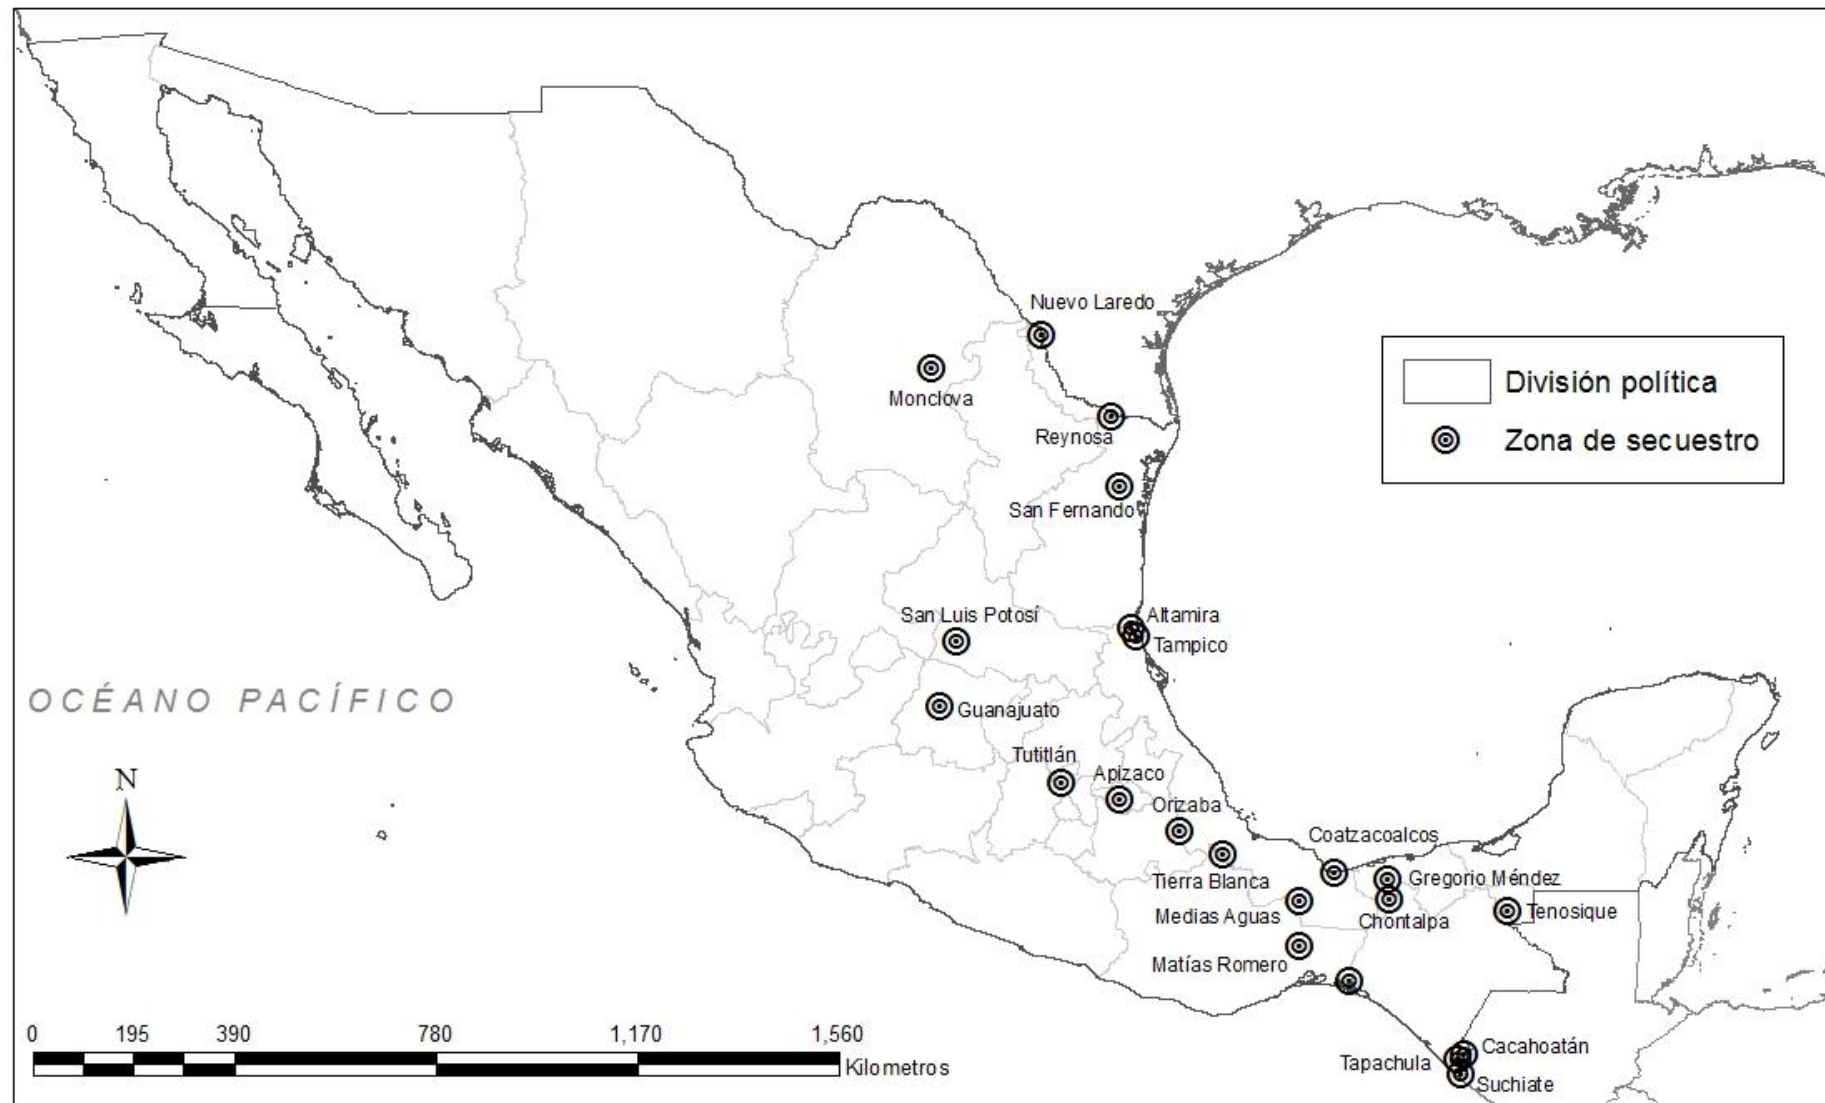 Nuevo Laredo
Monclova
Reynosa
San Fernando
División política
Zona de secuestro
San Luis Potosí
Altamira
Tampico
OCÉANO PACÍFICO
Guanajuato
Tutitlán
Apizaco
Orizaba
N
Coatzacoalcos
Tierra Blanca
Gregorio Méndez
Medias Aguas
Chontalpa
Tenosique
Matías Romero
0 195 390 780 1,170 1,560
Kilometros
Cacahoatán
Tapachula
Suchiate